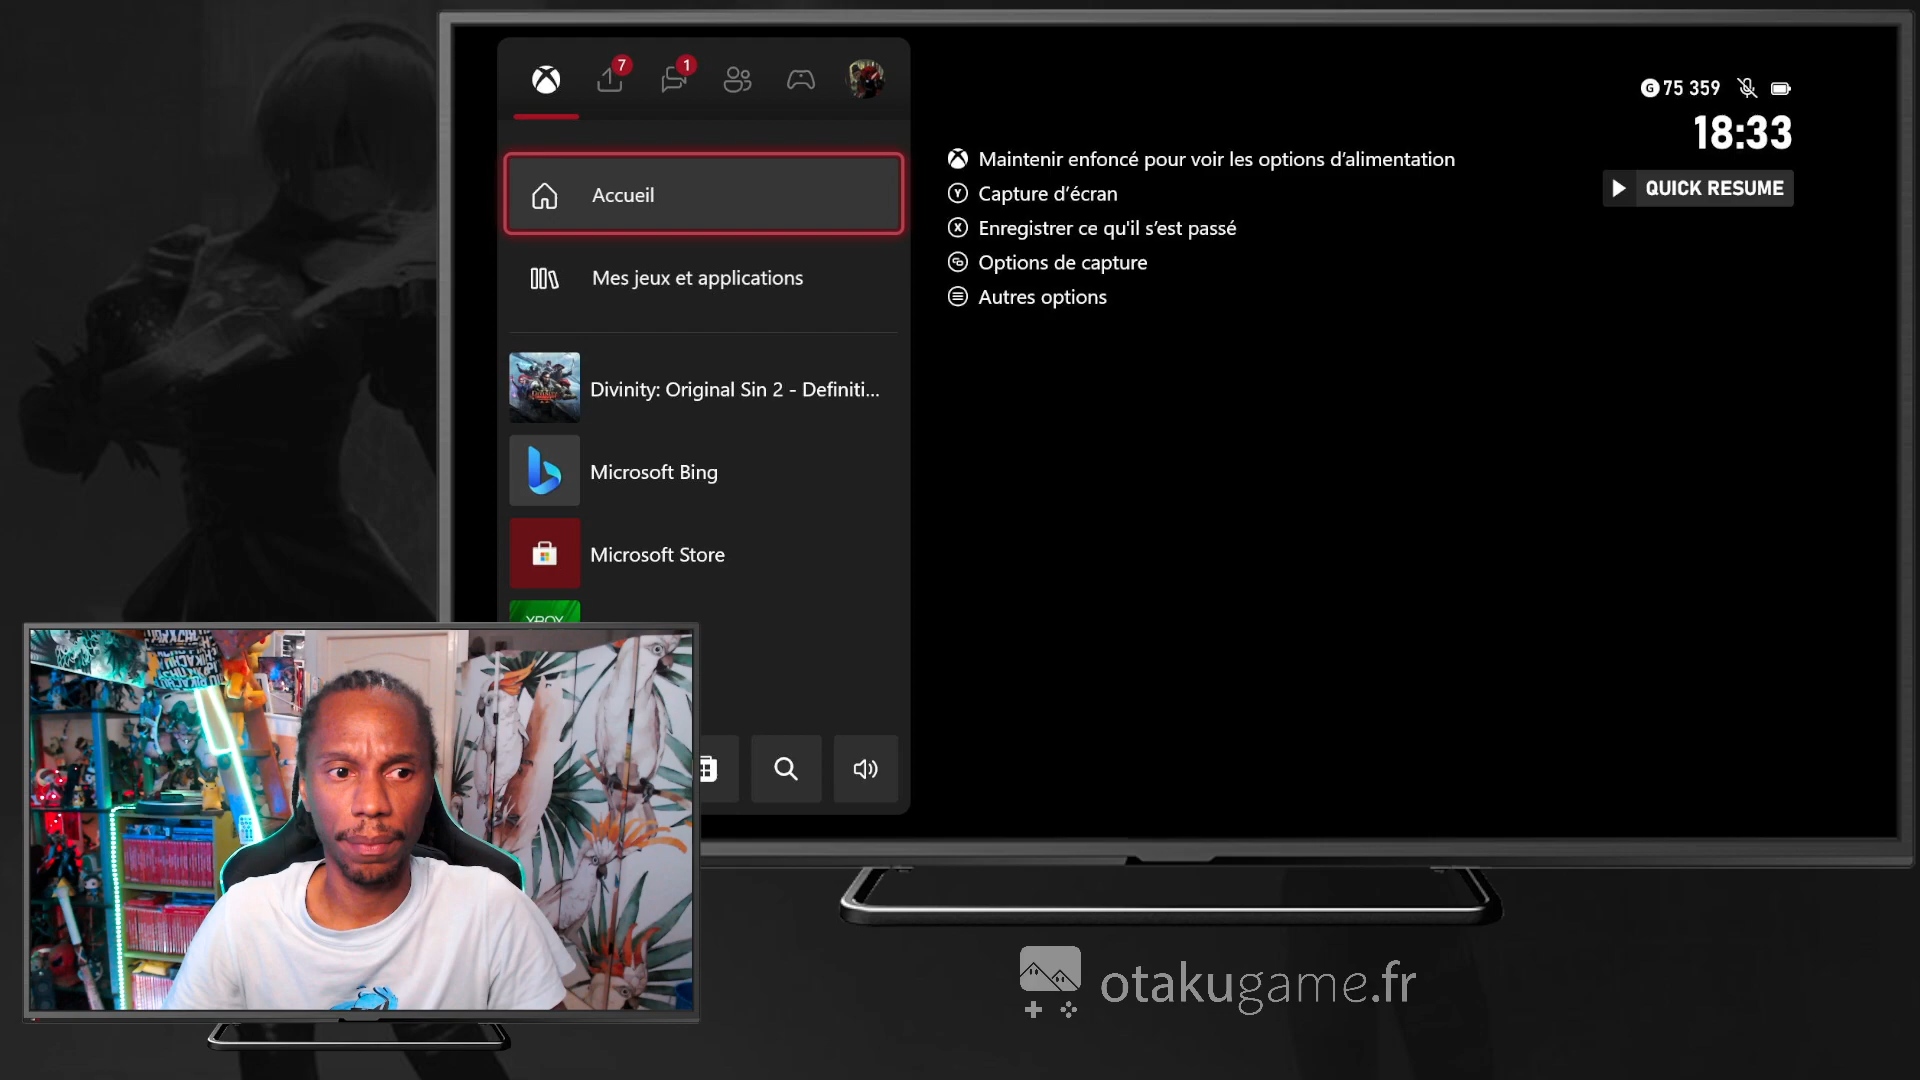 7
1
75 359
18:33
QUICK RESUME
Accueil
Mes jeux et applications
Divinity: Original Sin 2 - Definiti...
Microsoft Bing
Microsoft Store
XBOX
Maintenir enfoncé pour voir les options d’alimentation
Capture d’écran
Enregistrer ce qu'il s’est passé
Options de capture
Autres options
otakugame.fr